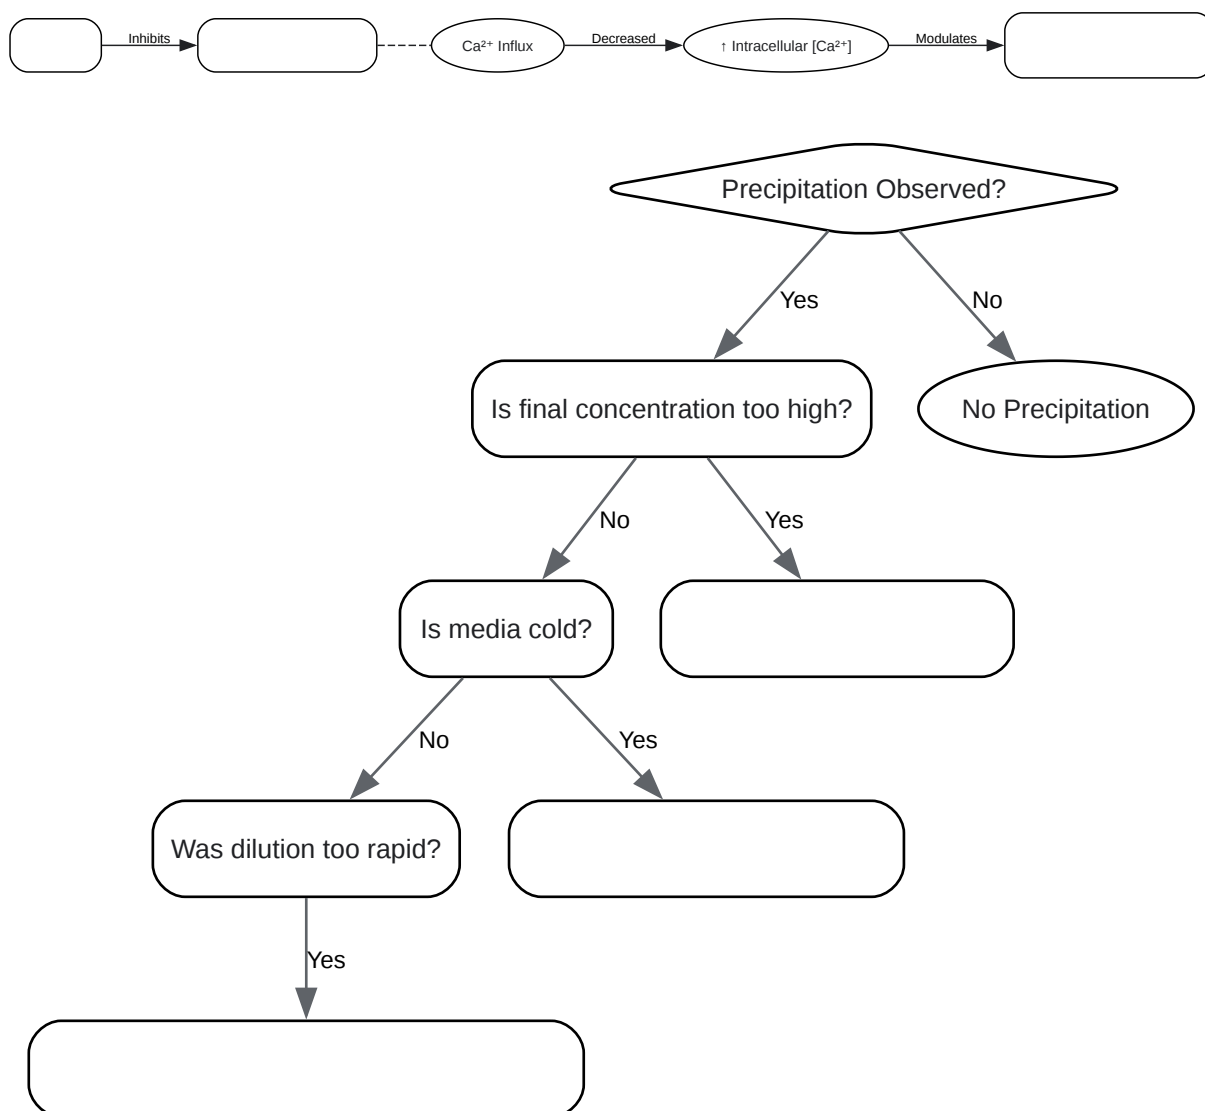 Inhibits
Ca²⁺ Influx
Decreased
↑ Intracellular [Ca²⁺]
Modulates
Precipitation Observed?
Yes
No
Is final concentration too high?
No Precipitation
No
Yes
Is media cold?
No
Yes
Was dilution too rapid?
Yes